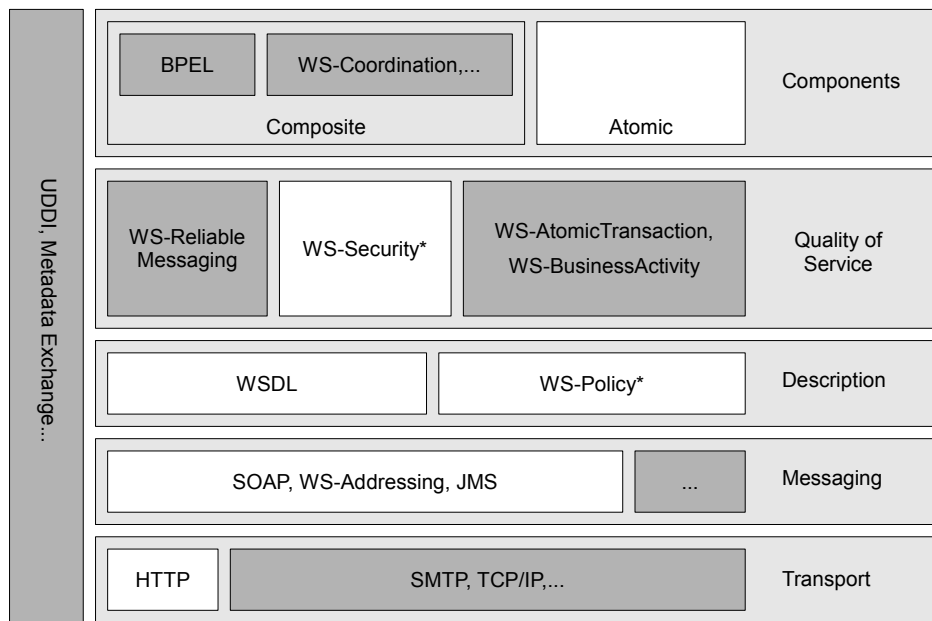 UDDI, Metadata Exchange...
BPEL
WS-Coordination,...
Composite
Atomic
Components
WS-Reliable
Messaging
WS-Security*
WS-AtomicTransaction,
WS-BusinessActivity
Quality of
Service
WSDL
WS-Policy*
Description
SOAP, WS-Addressing, JMS
...
Messaging
HTTP
SMTP, TCP/IP,...
Transport